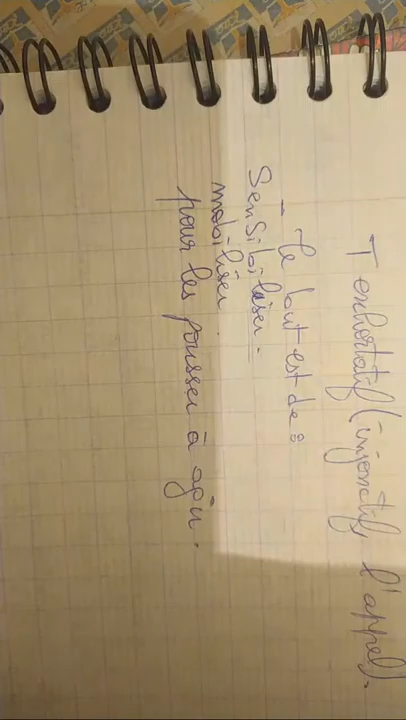 T exhortatif (injonctif, l'appel).
- le but est de :
- Sensibiliser.
mobiliser.
pour les pousser à agir.